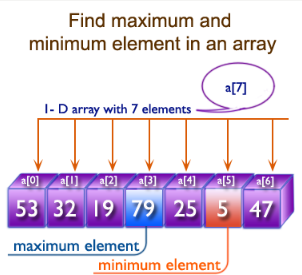 Find maximum and
minimum element in an array
a[7]
1- D array with 7 elements
a[0] a[1] a[2] a[3] a[4] a[5] a[6]
53 32 19 79 25 5 47
maximum element
minimum element